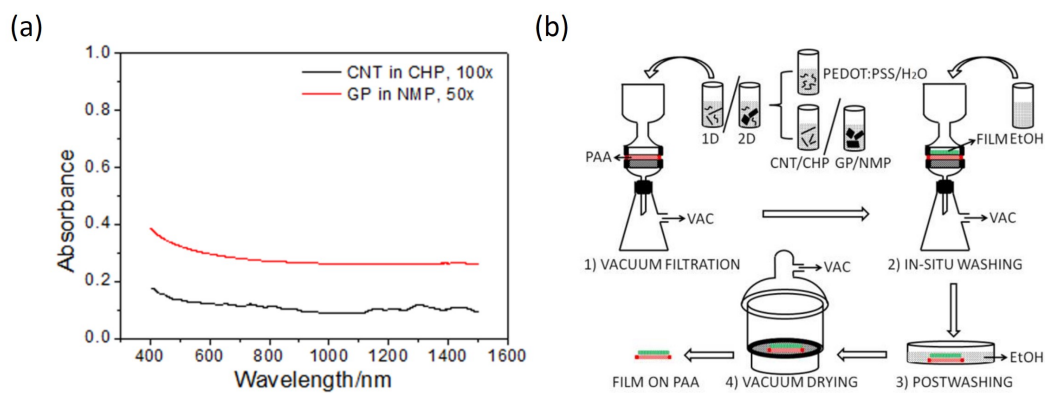 (a)
1.0
0.8
0.6
0.4
0.2
0.0
Absorbance
CNT in CHP, 100x
GP in NMP, 50x
400 600 800 1000 1200 1400 1600
Wavelength/nm
(b)
PEDOT:PSS/H₂O
1D
2D
CNT/CHP
GP/NMP
PAA
VAC
1) VACUUM FILTRATION
FILM
EtOH
VAC
2) IN-SITU WASHING
EtOH
3) POSTWASHING
VAC
4) VACUUM DRYING
FILM ON PAA